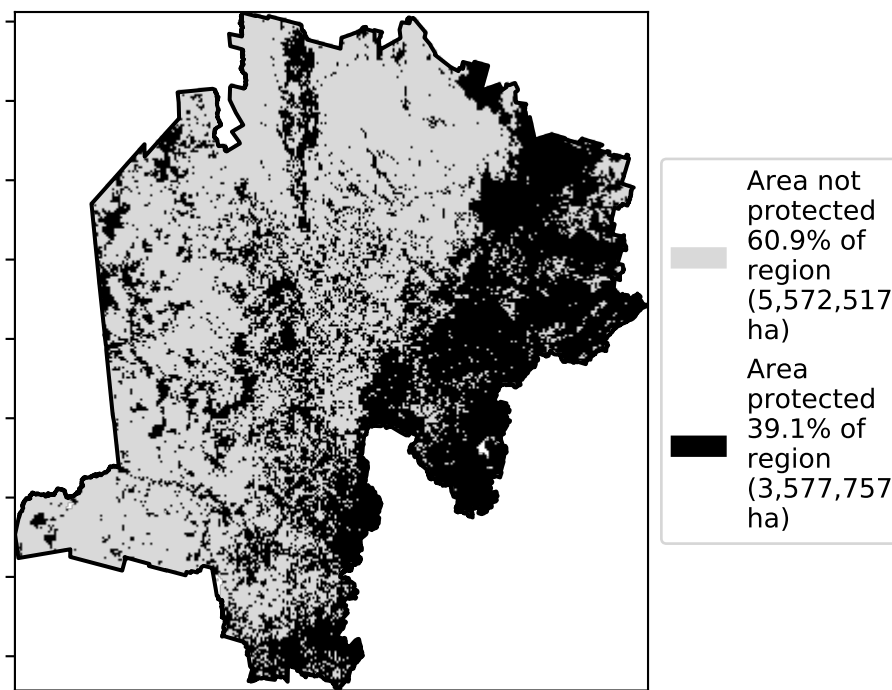 Area not
protected
60.9% of
region
(5,572,517
ha)
Area
protected
39.1% of
region
(3,577,757
ha)